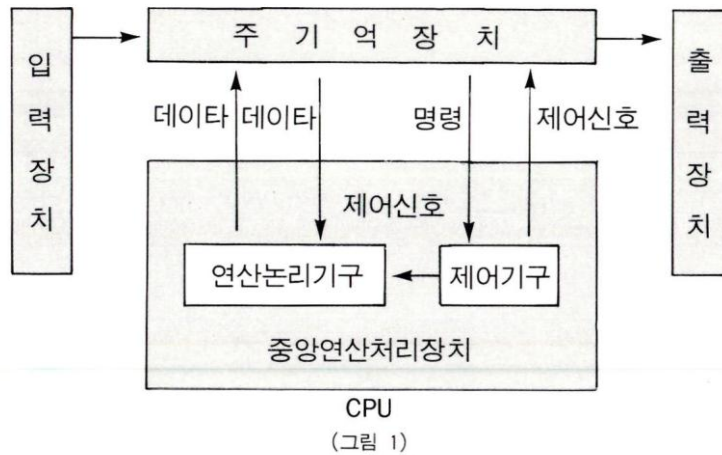 주 기 억 장 치
입 력 장 치
출 력 장 치
데이타 데이타 명령 제어신호
제어신호
연산논리기구 제어기구
중앙연산처리장치
CPU
(그림 1)